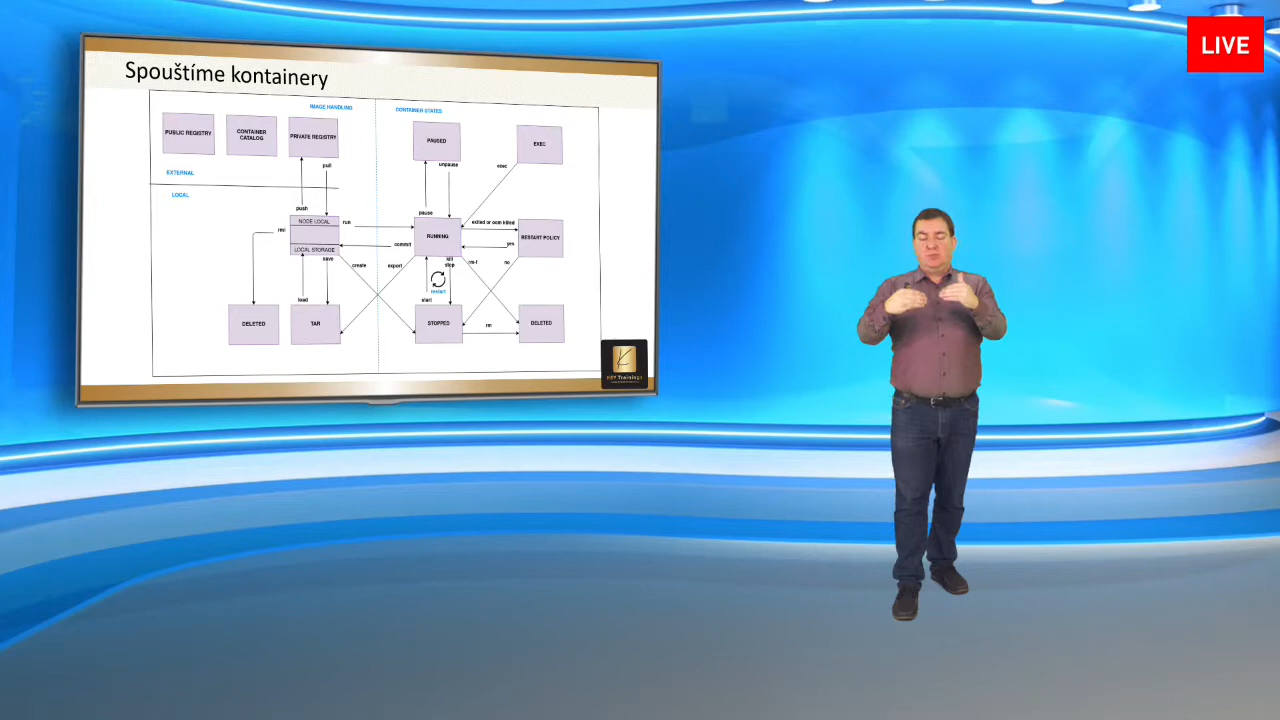 LIVE
Spouštíme kontainery
IMAGE HANDLING
CONTAINER STATES
PUBLIC REGISTRY
CONTAINER
CATALOG
PRIVATE REGISTRY
PAUSED
EXEC
pull
unpause
exec
EXTERNAL
LOCAL
push
pause
NODE LOCAL
run
exited or oom killed
rmi
RUNNING
RESTART POLICY
commit
yes
LOCAL STORAGE
save
create
export
kill
stop
rm-f
no
restart
load
start
DELETED
TAR
STOPPED
rm
DELETED
KEY Trainings